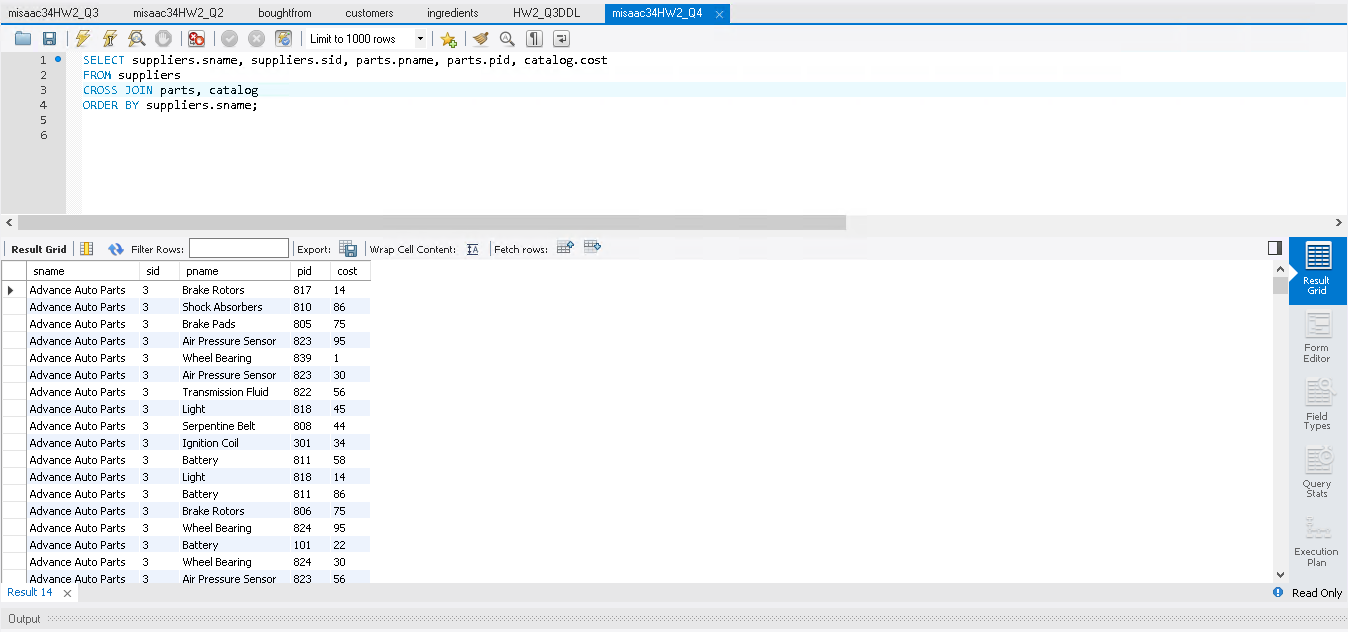 misaac34HW2_Q3 misaac34HW2_Q2 boughtfrom customers ingredients HW2_Q3DDL misaac34HW2_Q4
Limit to 1000 rows
1 SELECT suppliers.sname, suppliers.sid, parts.pname, parts.pid, catalog.cost
2 FROM suppliers
3 CROSS JOIN parts, catalog
4 ORDER BY suppliers.sname;
5
6
Result Grid Filter Rows: Export: Wrap Cell Content: Fetch rows:
sname sid pname pid cost
Advance Auto Parts 3 Brake Rotors 817 14
Advance Auto Parts 3 Shock Absorbers 810 86
Advance Auto Parts 3 Brake Pads 805 75
Advance Auto Parts 3 Air Pressure Sensor 823 95
Advance Auto Parts 3 Wheel Bearing 839 1
Advance Auto Parts 3 Air Pressure Sensor 823 30
Advance Auto Parts 3 Transmission Fluid 822 56
Advance Auto Parts 3 Light 818 45
Advance Auto Parts 3 Serpentine Belt 808 44
Advance Auto Parts 3 Ignition Coil 301 34
Advance Auto Parts 3 Battery 811 58
Advance Auto Parts 3 Light 818 14
Advance Auto Parts 3 Battery 811 86
Advance Auto Parts 3 Brake Rotors 806 75
Advance Auto Parts 3 Wheel Bearing 824 95
Advance Auto Parts 3 Battery 101 22
Advance Auto Parts 3 Wheel Bearing 824 30
Advance Auto Parts 3 Air Pressure Sensor 823 56
Result
Grid
Form
Editor
Field
Types
Query
Stats
Execution
Plan
Result 14
Read Only
Output